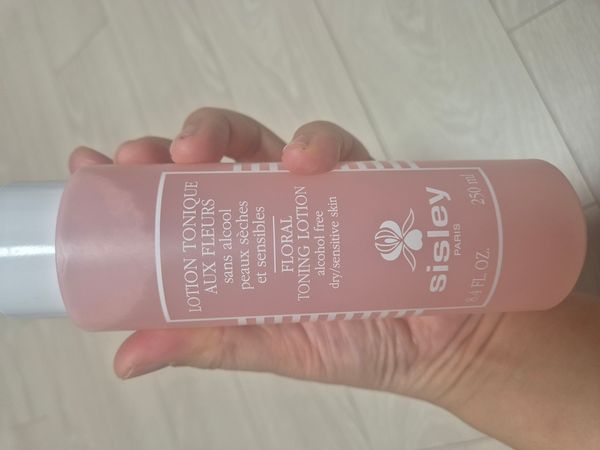 LOTION TONIQUE
AUX FLEURS
sans alcool
peaux sèches
et sensibles
FLORAL
TONING LOTION
alcohol free
dry/sensitive skin
sisley
PARIS
8.4 FL. OZ. 250 ml